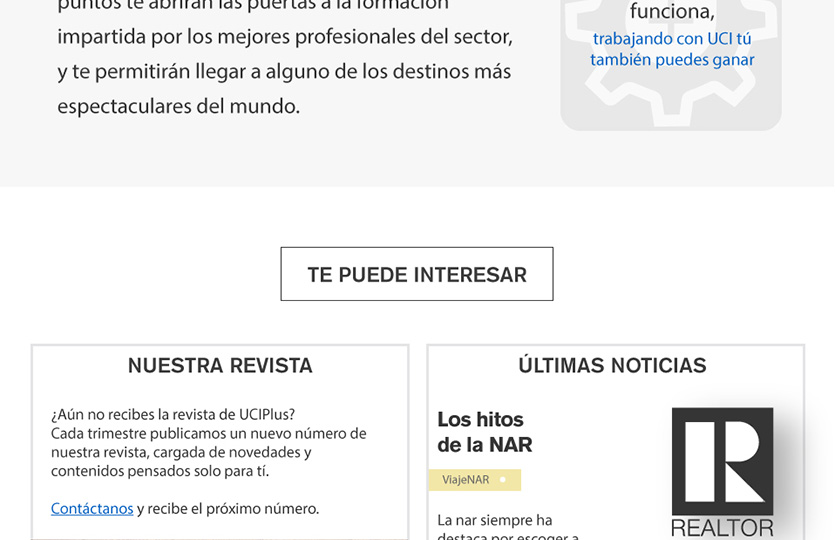 puntos te abrirán las puertas a la formación
impartida por los mejores profesionales del sector,
y te permitirán llegar a alguno de los destinos más
espectaculares del mundo.
funciona,
trabajando con UCI tú
también puedes ganar
TE PUEDE INTERESAR
NUESTRA REVISTA
¿Aún no recibes la revista de UCIPlus?
Cada trimestre publicamos un nuevo número de
nuestra revista, cargada de novedades y
contenidos pensados solo para tí.
Contáctanos y recibe el próximo número.
ÚLTIMAS NOTICIAS
Los hitos
de la NAR
ViajeNAR
La nar siempre ha
destaca por escoger a
R
REALTOR